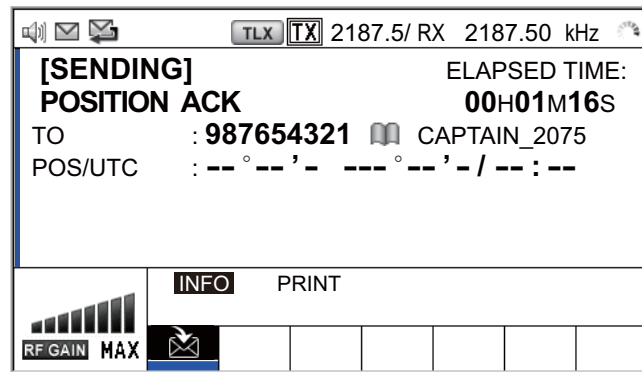 TLX TX 2187.5/ RX 2187.50 kHz
[SENDING] ELAPSED TIME:
POSITION ACK 00H01M16S
TO : 987654321 CAPTAIN_2075
POS/UTC : --°--’- ---°--’-/--:--
INFO PRINT
RF GAIN MAX